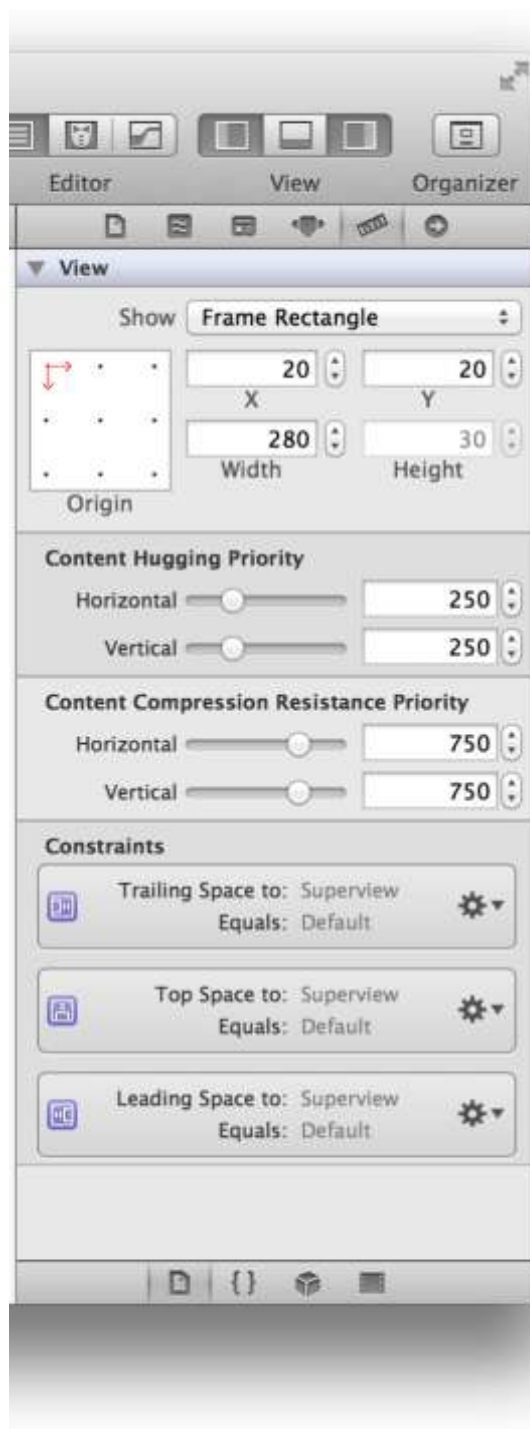 Editor View Organizer
View
Show Frame Rectangle
20 20
X Y
280 30
Width Height
Origin
Content Hugging Priority
Horizontal 250
Vertical 250
Content Compression Resistance Priority
Horizontal 750
Vertical 750
Constraints
Trailing Space to: Superview
Equals: Default
Top Space to: Superview
Equals: Default
Leading Space to: Superview
Equals: Default
{}